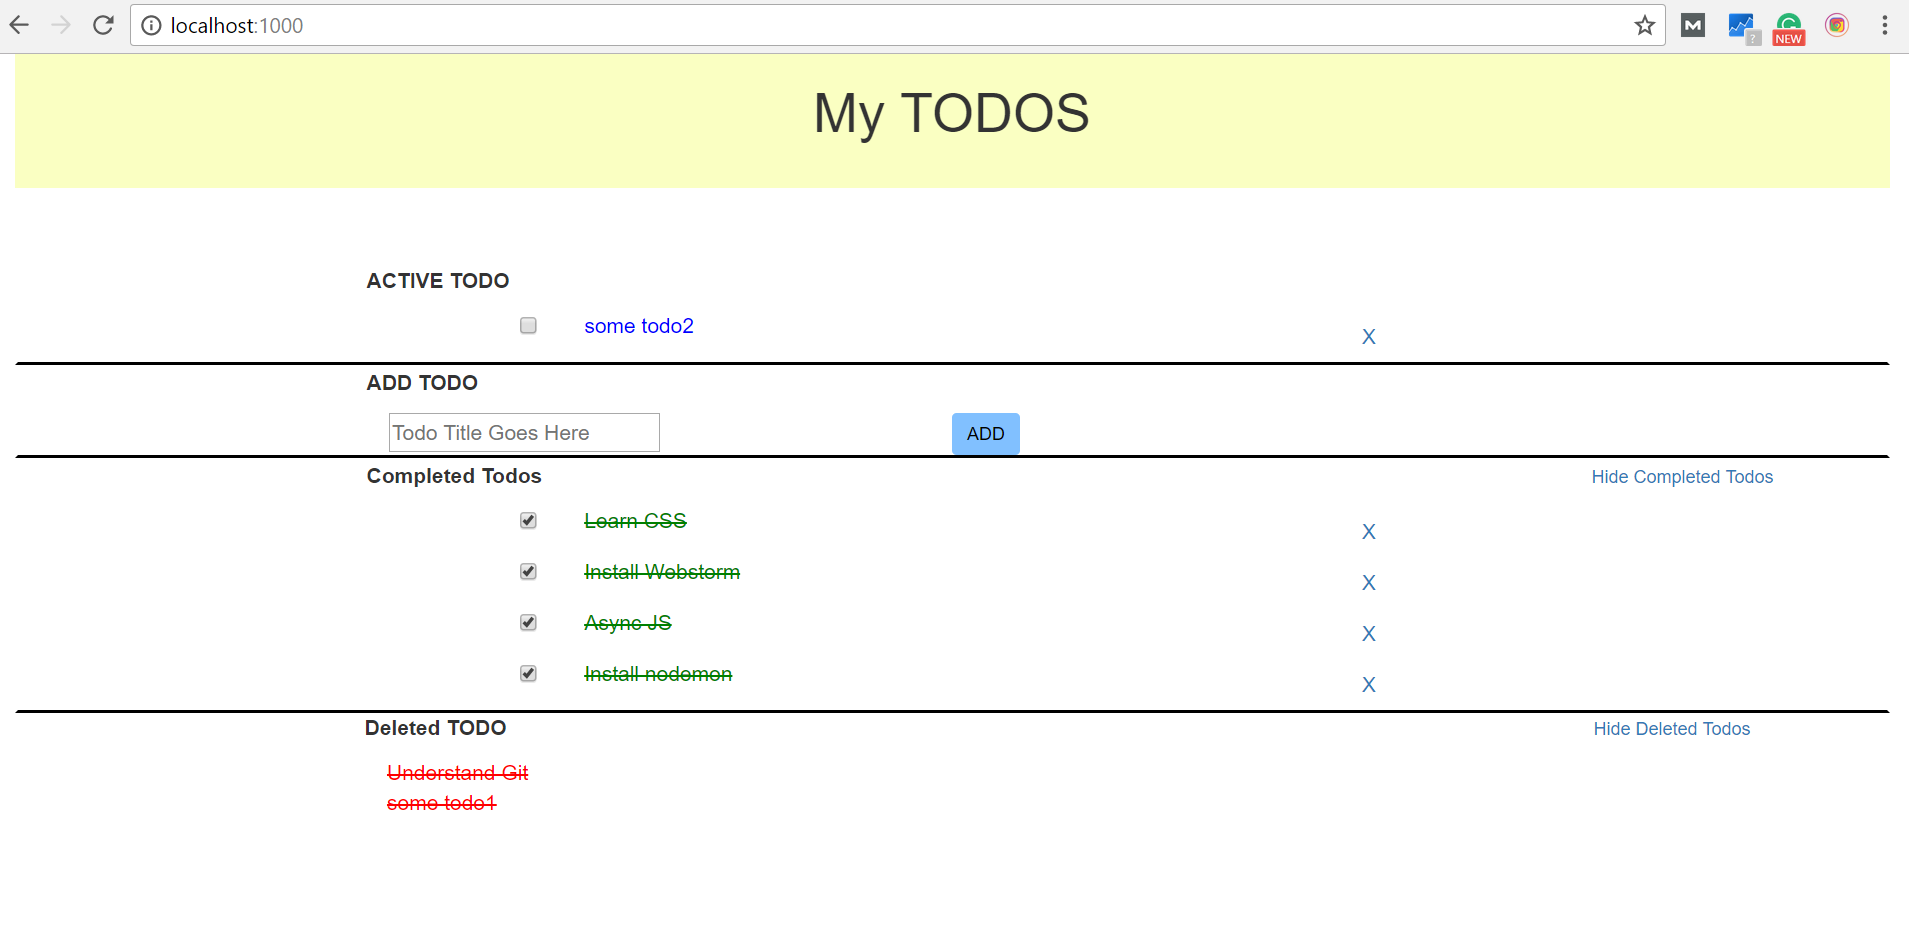 localhost:1000
NEW
My TODOS
ACTIVE TODO
some todo2 X
ADD TODO
Todo Title Goes Here ADD
Completed Todos Hide Completed Todos
Learn CSS X
Install Webstorm X
Async JS X
Install nodemon X
Deleted TODO Hide Deleted Todos
Understand Git
some todo1